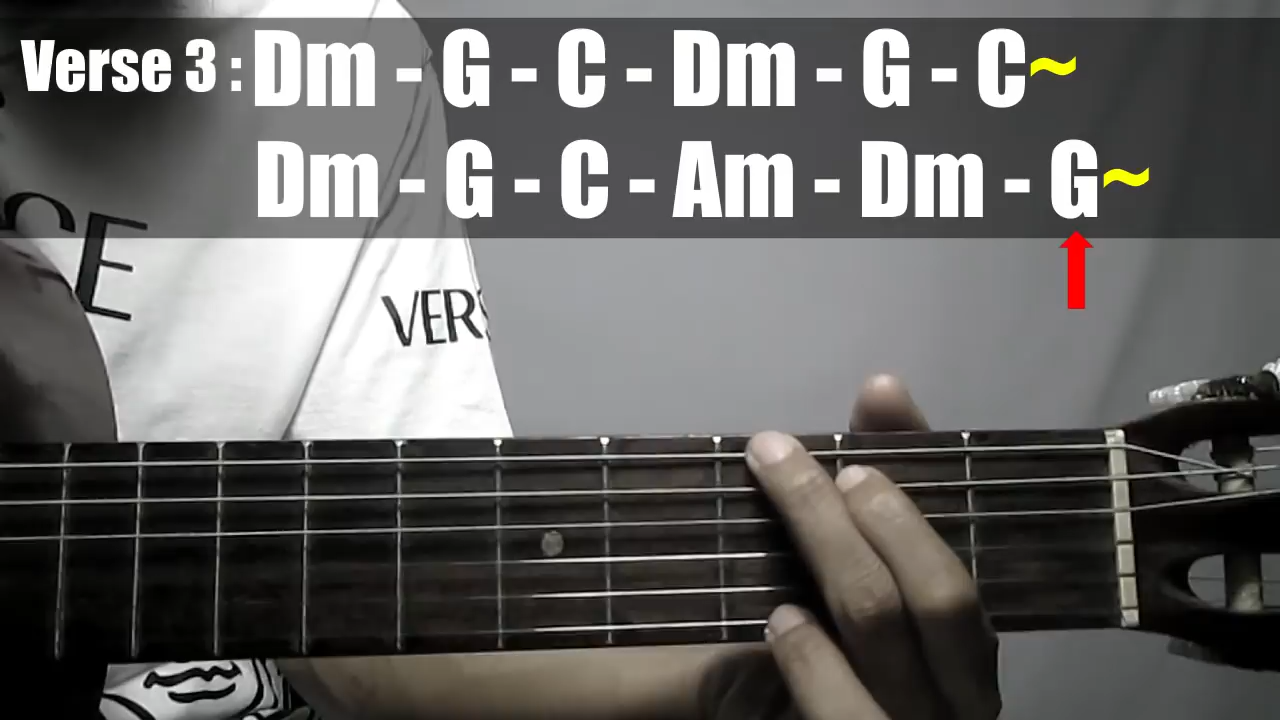 Verse 3 : Dm - G - C - Dm - G - C~
Dm - G - C - Am - Dm - G~